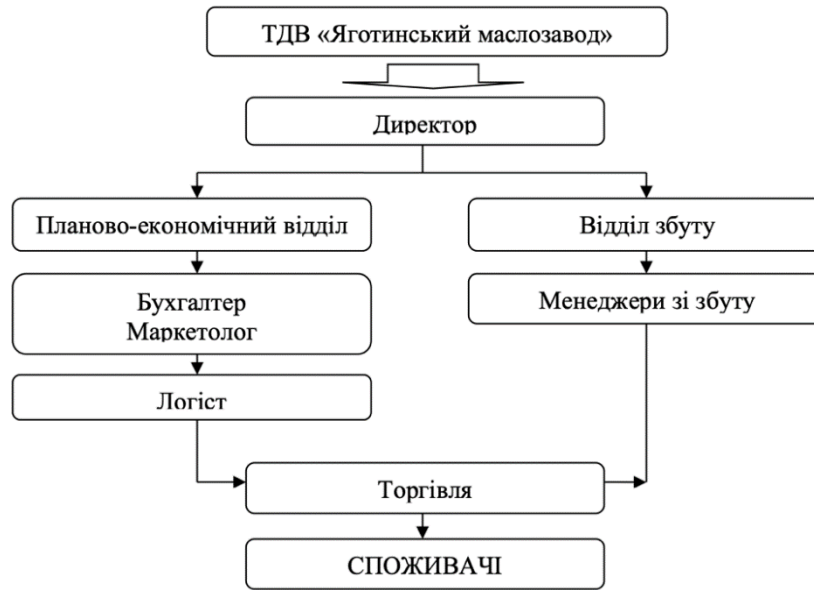 ТДВ «Яготинський маслозавод»
Директор
Планово-економічний відділ
Відділ збуту
Бухгалтер
Маркетолог
Менеджери зі збуту
Логіст
Торгівля
СПОЖИВАЧІ